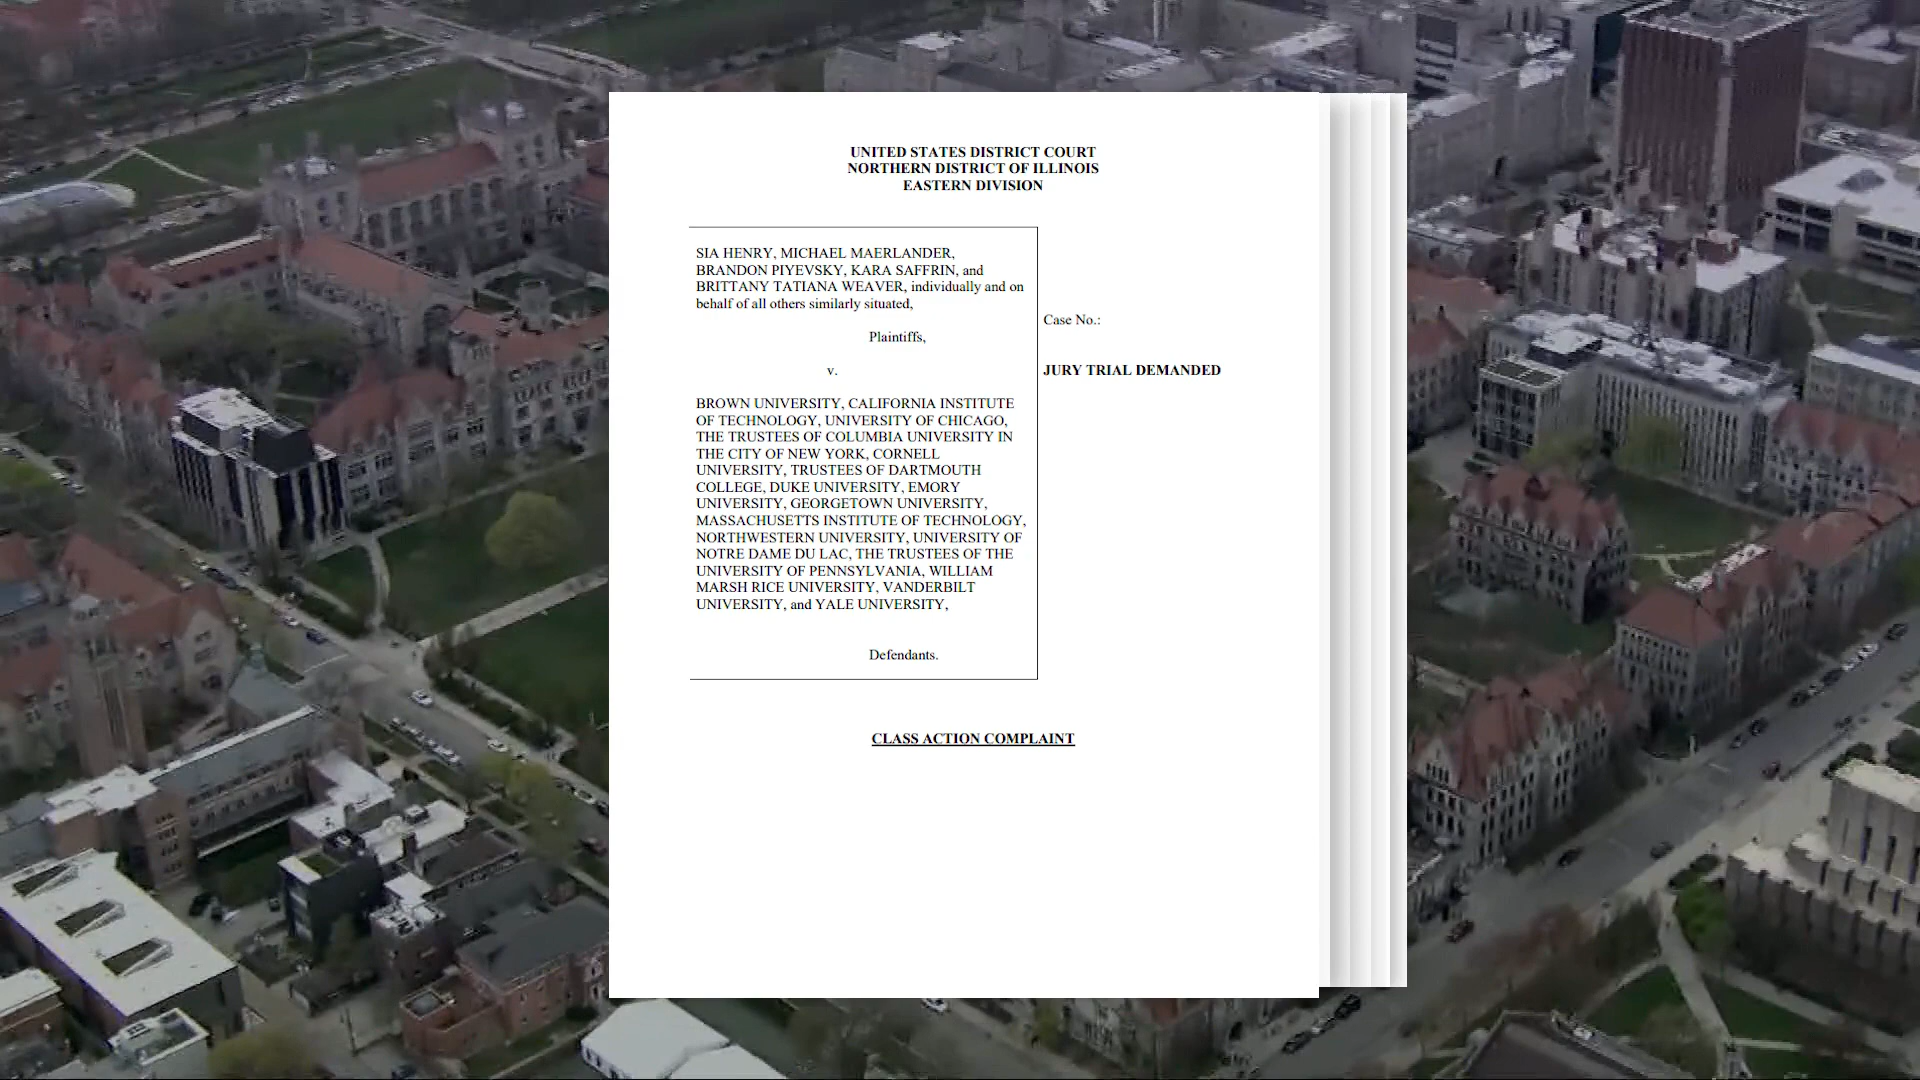 UNITED STATES DISTRICT COURT
NORTHERN DISTRICT OF ILLINOIS
EASTERN DIVISION
SIA HENRY, MICHAEL MAERLANDER,
BRANDON PIYEVSKY, KARA SAFFRIN, and
BRITTANY TATIANA WEAVER, individually and on
behalf of all others similarly situated,
Plaintiffs,
v.
BROWN UNIVERSITY, CALIFORNIA INSTITUTE
OF TECHNOLOGY, UNIVERSITY OF CHICAGO,
THE TRUSTEES OF COLUMBIA UNIVERSITY IN
THE CITY OF NEW YORK, CORNELL
UNIVERSITY, TRUSTEES OF DARTMOUTH
COLLEGE, DUKE UNIVERSITY, EMORY
UNIVERSITY, GEORGETOWN UNIVERSITY,
MASSACHUSETTS INSTITUTE OF TECHNOLOGY,
NORTHWESTERN UNIVERSITY, UNIVERSITY OF
NOTRE DAME DU LAC, THE TRUSTEES OF THE
UNIVERSITY OF PENNSYLVANIA, WILLIAM
MARSH RICE UNIVERSITY, VANDERBILT
UNIVERSITY, and YALE UNIVERSITY,
Defendants.
Case No.:
JURY TRIAL DEMANDED
CLASS ACTION COMPLAINT